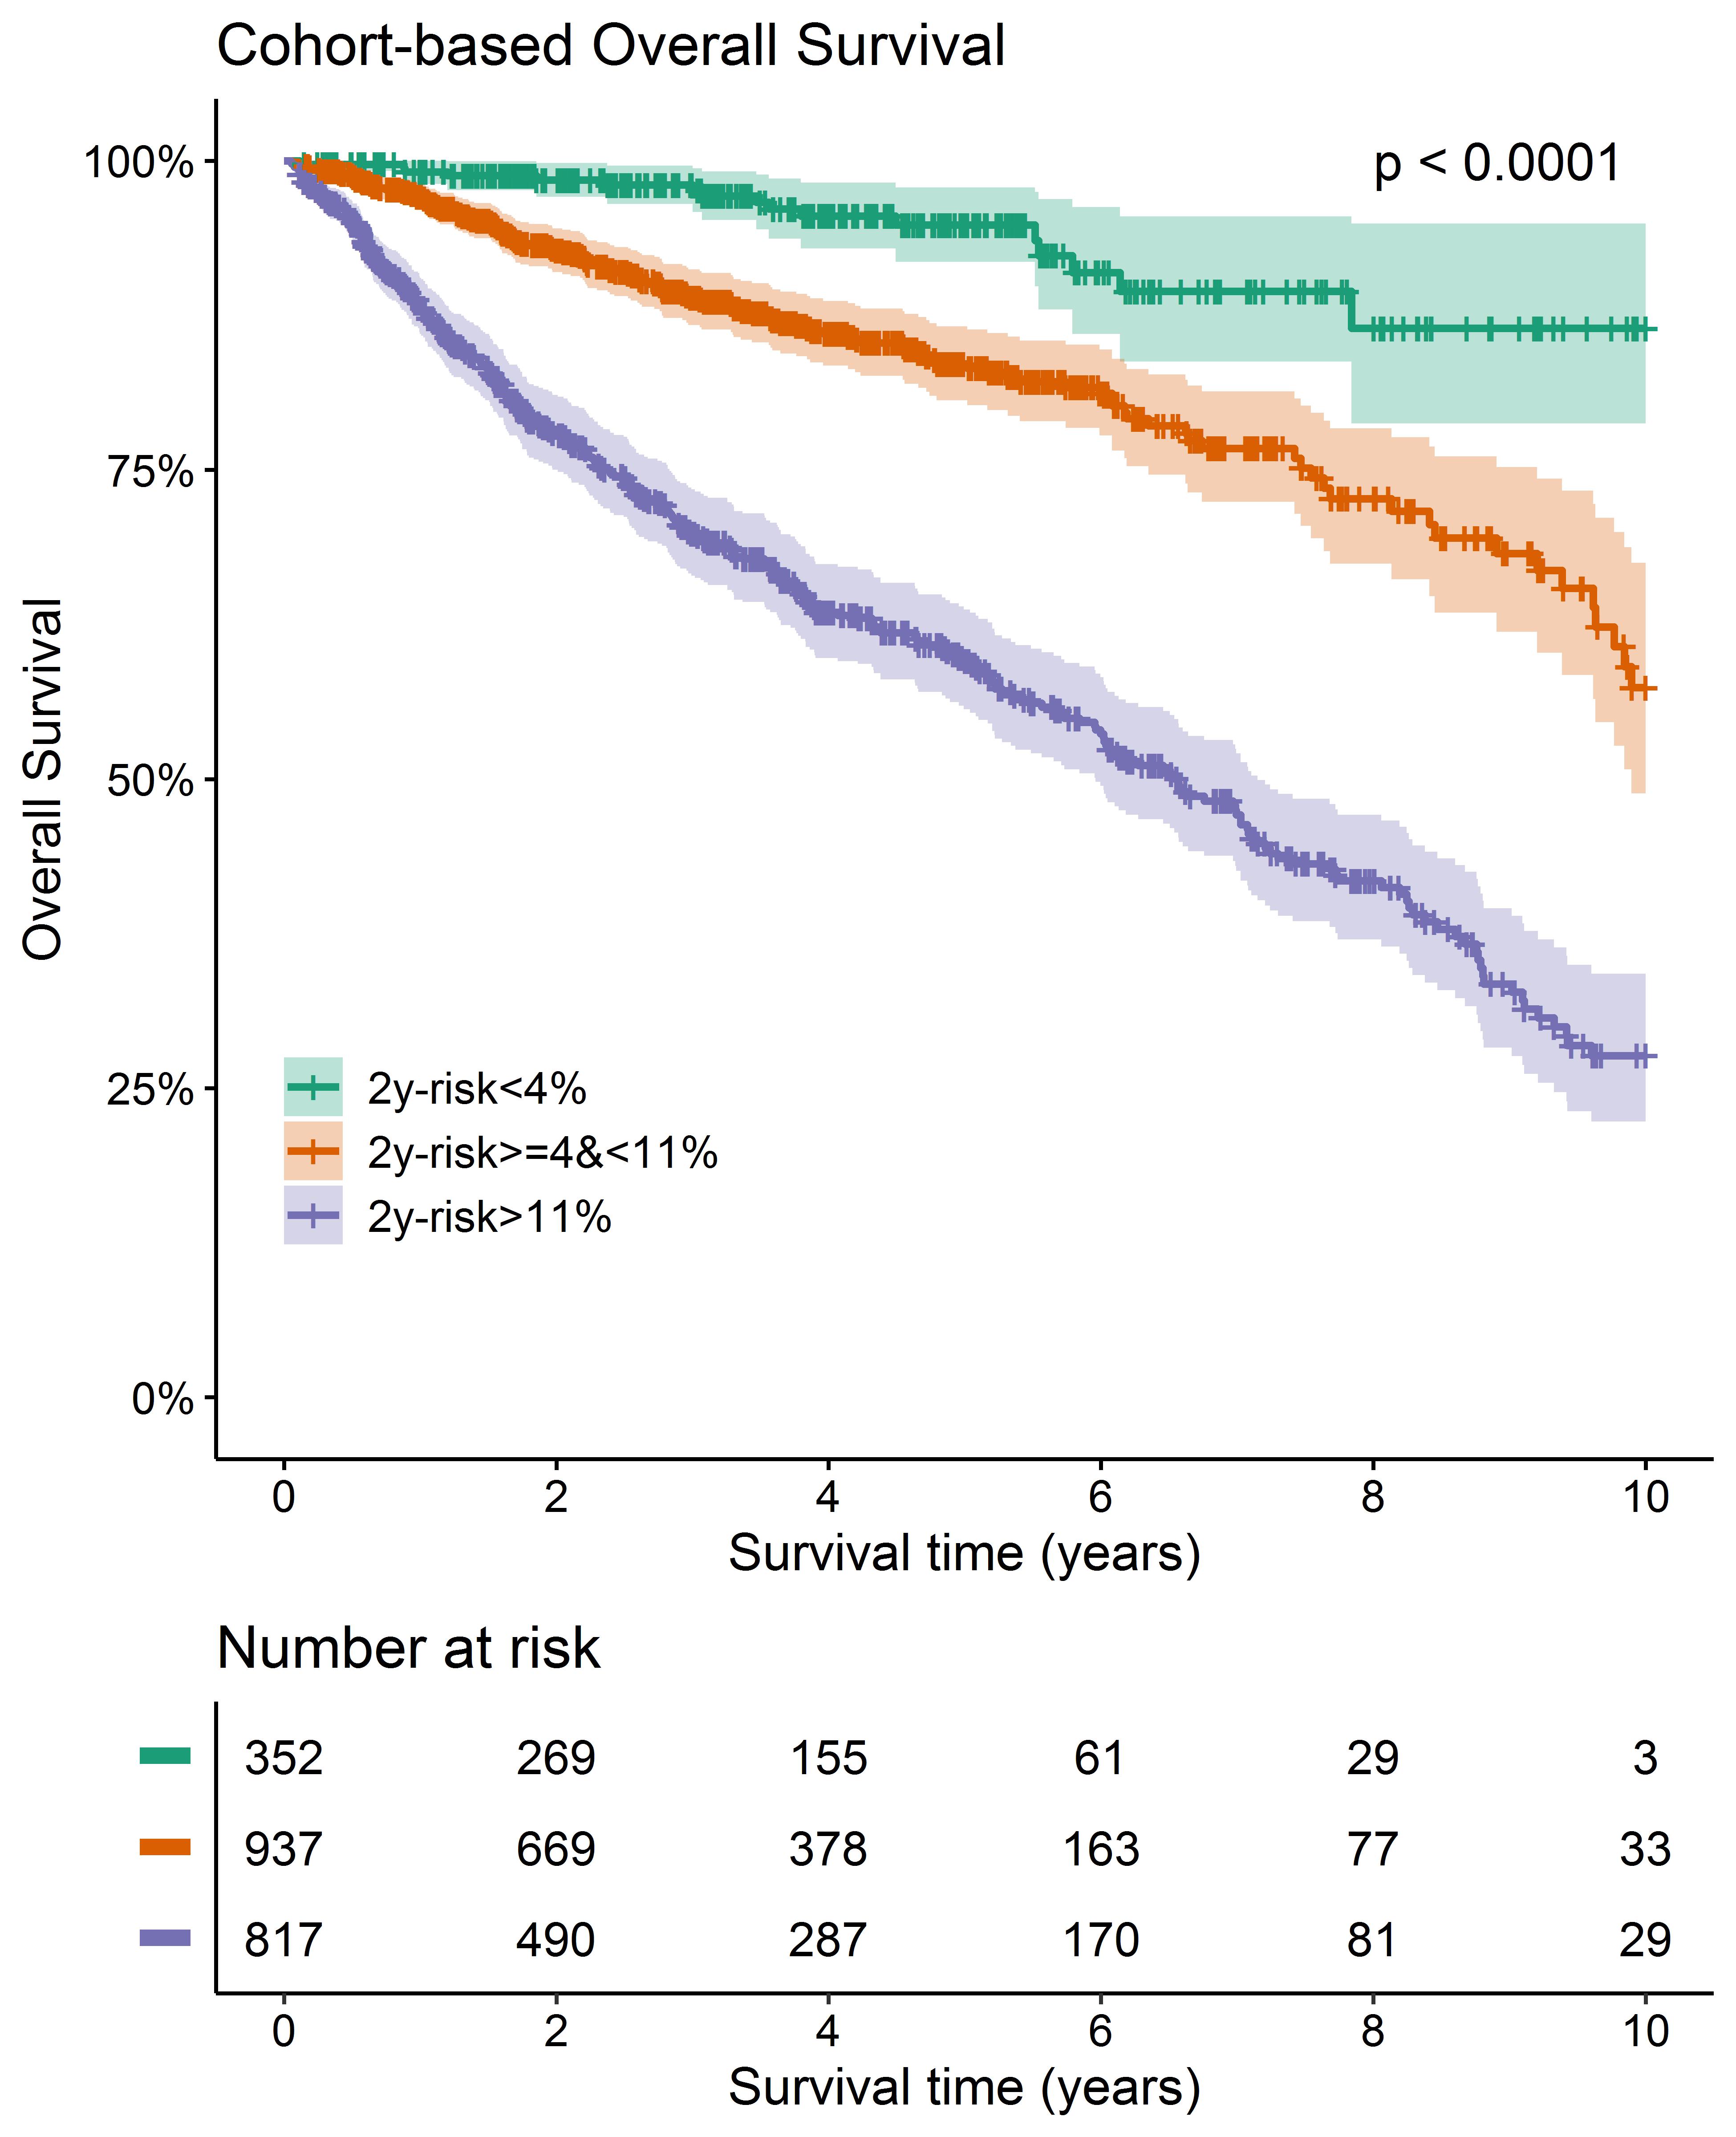 Cohort-based Overall Survival
p < 0.0001
100%
75%
50%
25%
0%
Overall Survival
2y-risk<4%
2y-risk>=4&<11%
2y-risk>11%
0 2 4 6 8 10
Survival time (years)
Number at risk
352 269 155 61 29 3
937 669 378 163 77 33
817 490 287 170 81 29
0 2 4 6 8 10
Survival time (years)